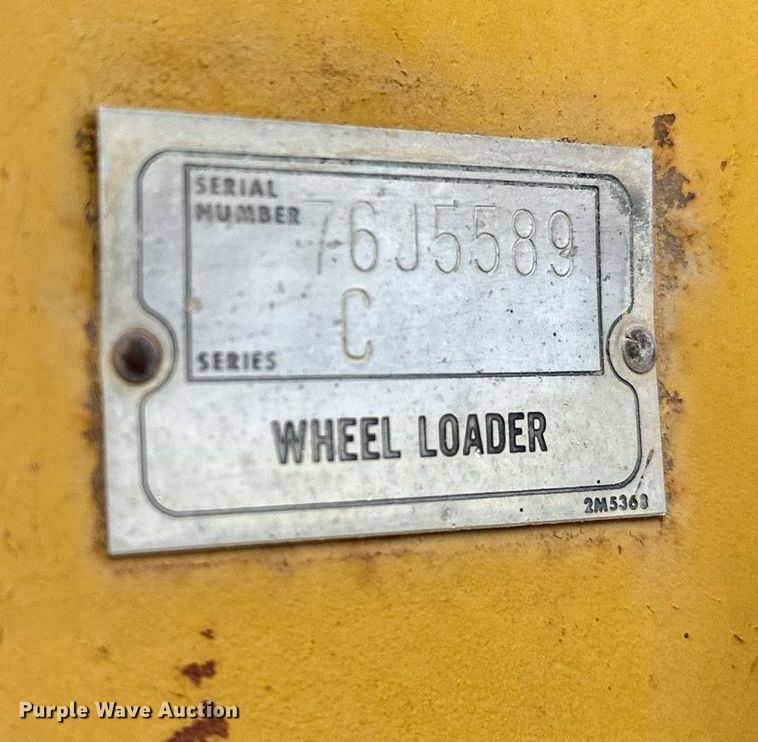 SERIAL
NUMBER 76J5589
SERIES C
WHEEL LOADER
2M5368
Purple Wave Auction